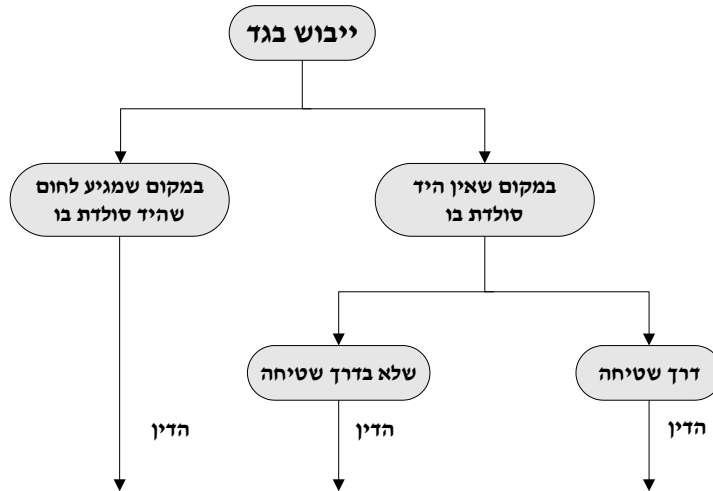 ייבוש בגד
במקום שאין היד
סולדת בו
במקום שמגיע לחום
שהיד סולדת בו
דרך שטיחה
שלא בדרך שטיחה
הדין
הדין
הדין